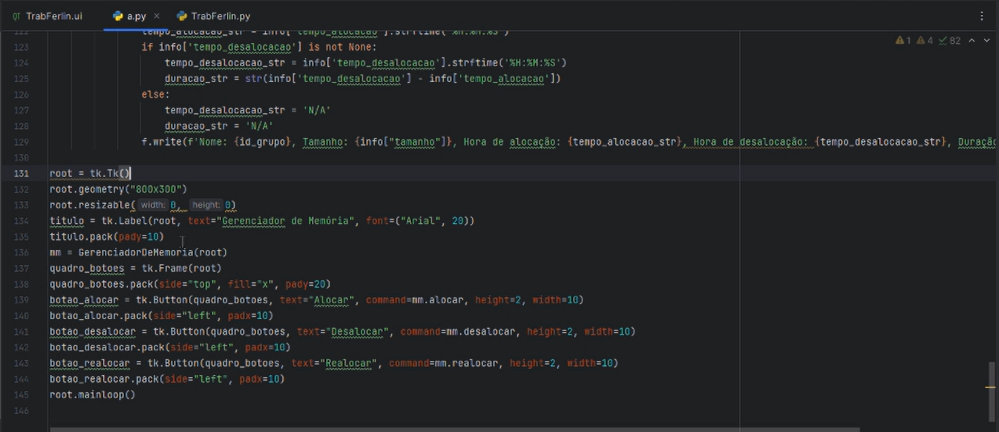 TrabFerlin.ui a.py TrabFerlin.py
1 4 82
122 tempo_alocacao_str = info['tempo_alocacao'].strftime('%H:%M:%S')
123 if info['tempo_desalocacao'] is not None:
124 tempo_desalocacao_str = info['tempo_desalocacao'].strftime('%H:%M:%S')
125 duracao_str = str(info['tempo_desalocacao'] - info['tempo_alocacao'])
126 else:
127 tempo_desalocacao_str = 'N/A'
128 duracao_str = 'N/A'
129 f.write(f'Nome: {id_grupo}, Tamanho: {info["tamanho"]}, Hora de alocação: {tempo_alocacao_str}, Hora de desalocação: {tempo_desalocacao_str}, Duração
130
131 root = tk.Tk()
132 root.geometry("800x300")
133 root.resizable( width: 0, height: 0)
134 titulo = tk.Label(root, text="Gerenciador de Memória", font=("Arial", 20))
135 titulo.pack(pady=10)
136 mm = GerenciadorDeMemoria(root)
137 quadro_botoes = tk.Frame(root)
138 quadro_botoes.pack(side="top", fill="x", pady=20)
139 botao_alocar = tk.Button(quadro_botoes, text="Alocar", command=mm.alocar, height=2, width=10)
140 botao_alocar.pack(side="left", padx=10)
141 botao_desalocar = tk.Button(quadro_botoes, text="Desalocar", command=mm.desalocar, height=2, width=10)
142 botao_desalocar.pack(side="left", padx=10)
143 botao_realocar = tk.Button(quadro_botoes, text="Realocar", command=mm.realocar, height=2, width=10)
144 botao_realocar.pack(side="left", padx=10)
145 root.mainloop()
146